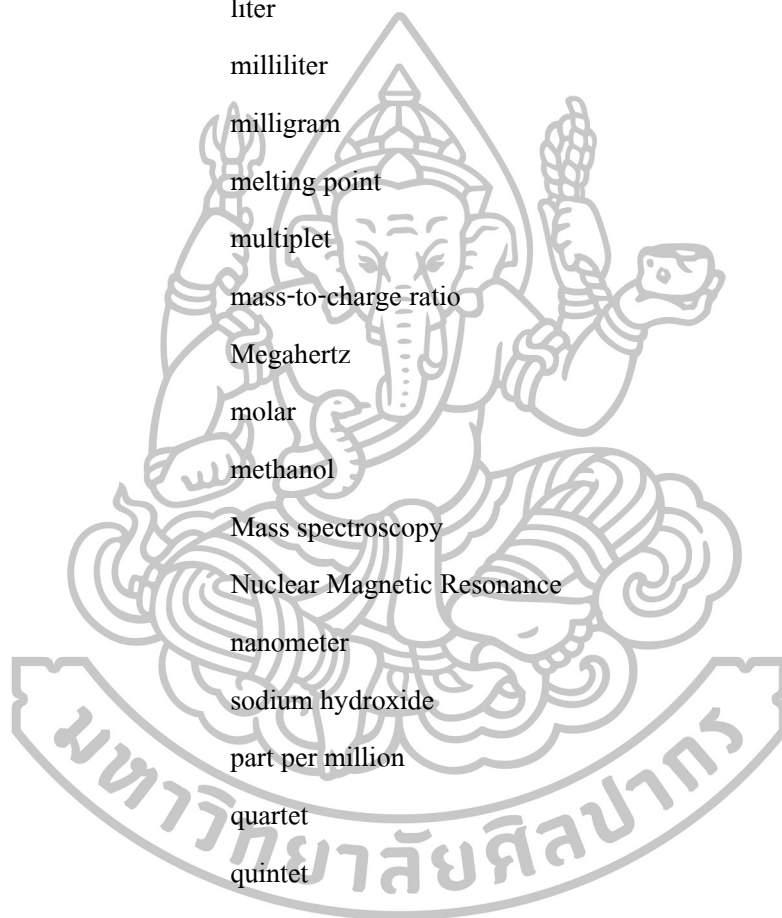 liter
milliliter
milligram
melting point
multiplet
mass-to-charge ratio
Megahertz
molar
methanol
Mass spectroscopy
Nuclear Magnetic Resonance
nanometer
sodium hydroxide
part per million
quartet
quintet
มหาวิทยาลัยศิลปากร